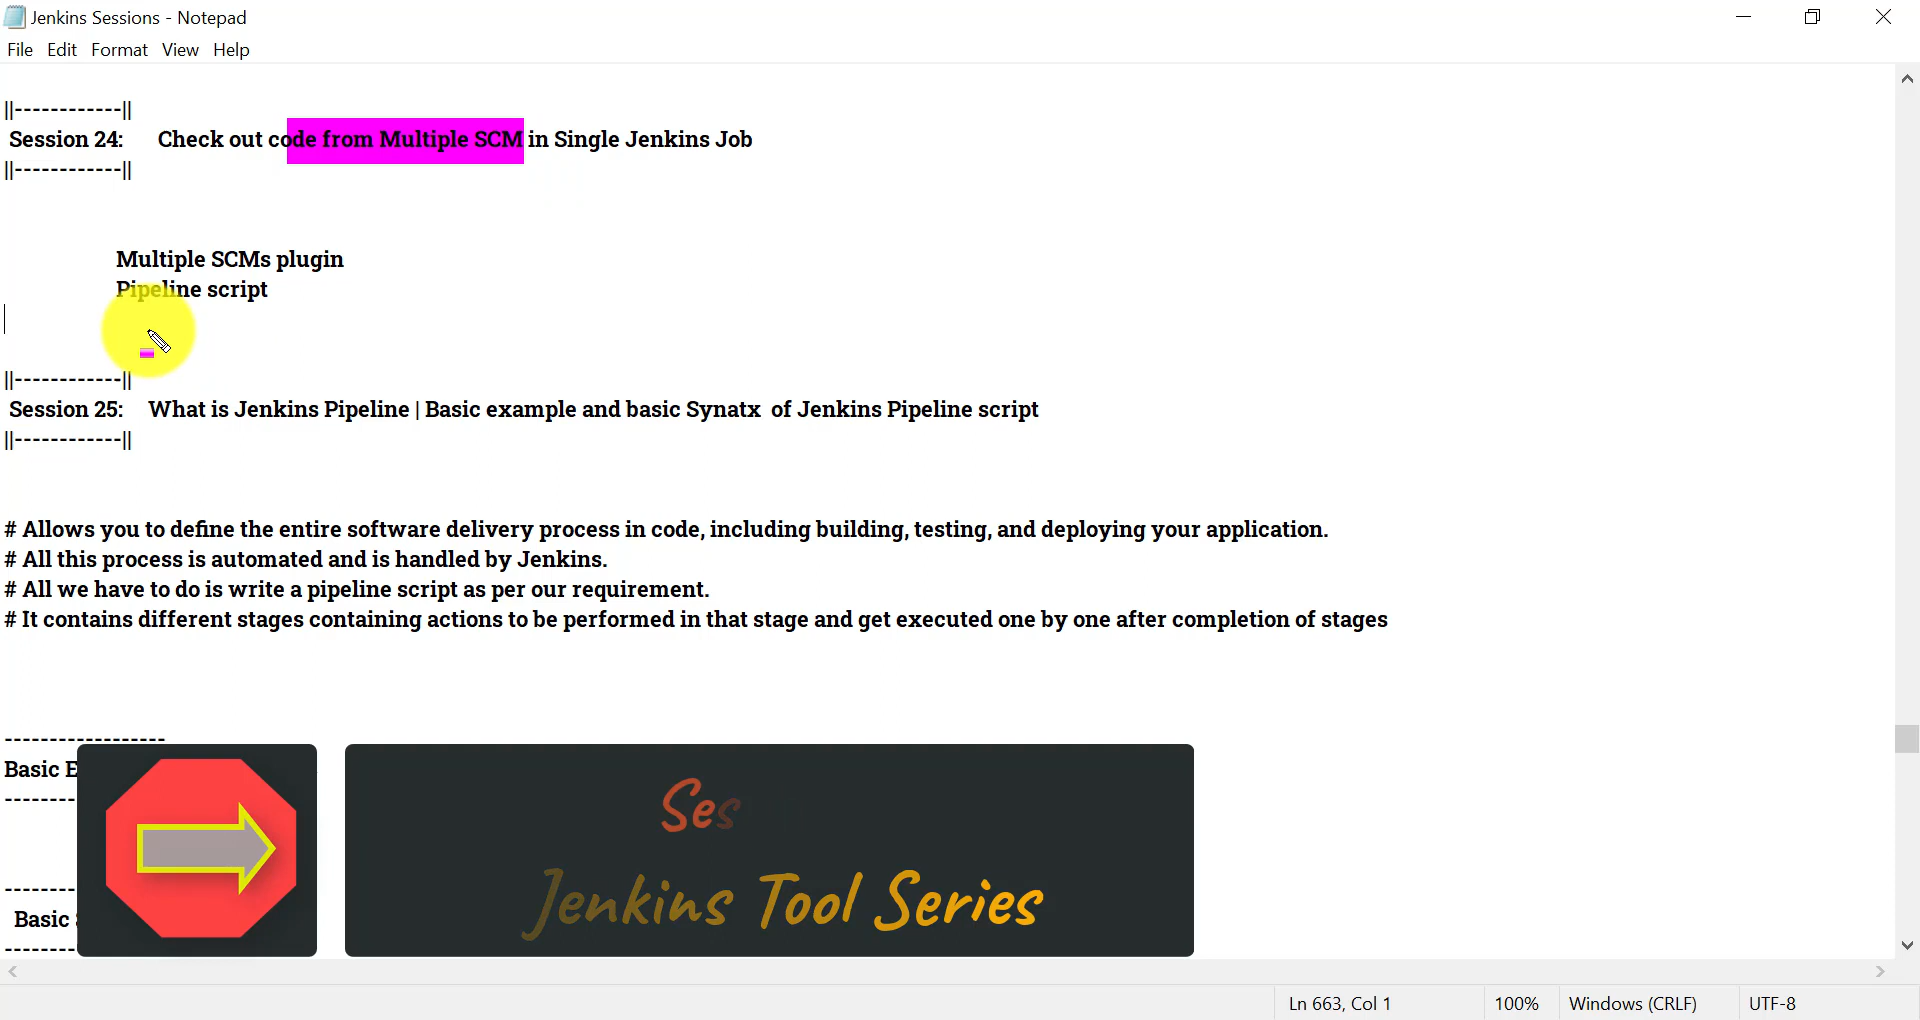 Jenkins Sessions - Notepad
File Edit Format View Help
||------------||
Session 24: Check out code from Multiple SCM in Single Jenkins Job
||------------||
Multiple SCMs plugin
Pipeline script
||------------||
Session 25: What is Jenkins Pipeline | Basic example and basic Synatx of Jenkins Pipeline script
||------------||
# Allows you to define the entire software delivery process in code, including building, testing, and deploying your application.
# All this process is automated and is handled by Jenkins.
# All we have to do is write a pipeline script as per our requirement.
# It contains different stages containing actions to be performed in that stage and get executed one by one after completion of stages
------------------
Basic E
--------
Ses
Jenkins Tool Series
--------
Basic
--------
Ln 663, Col 1 100% Windows (CRLF) UTF-8